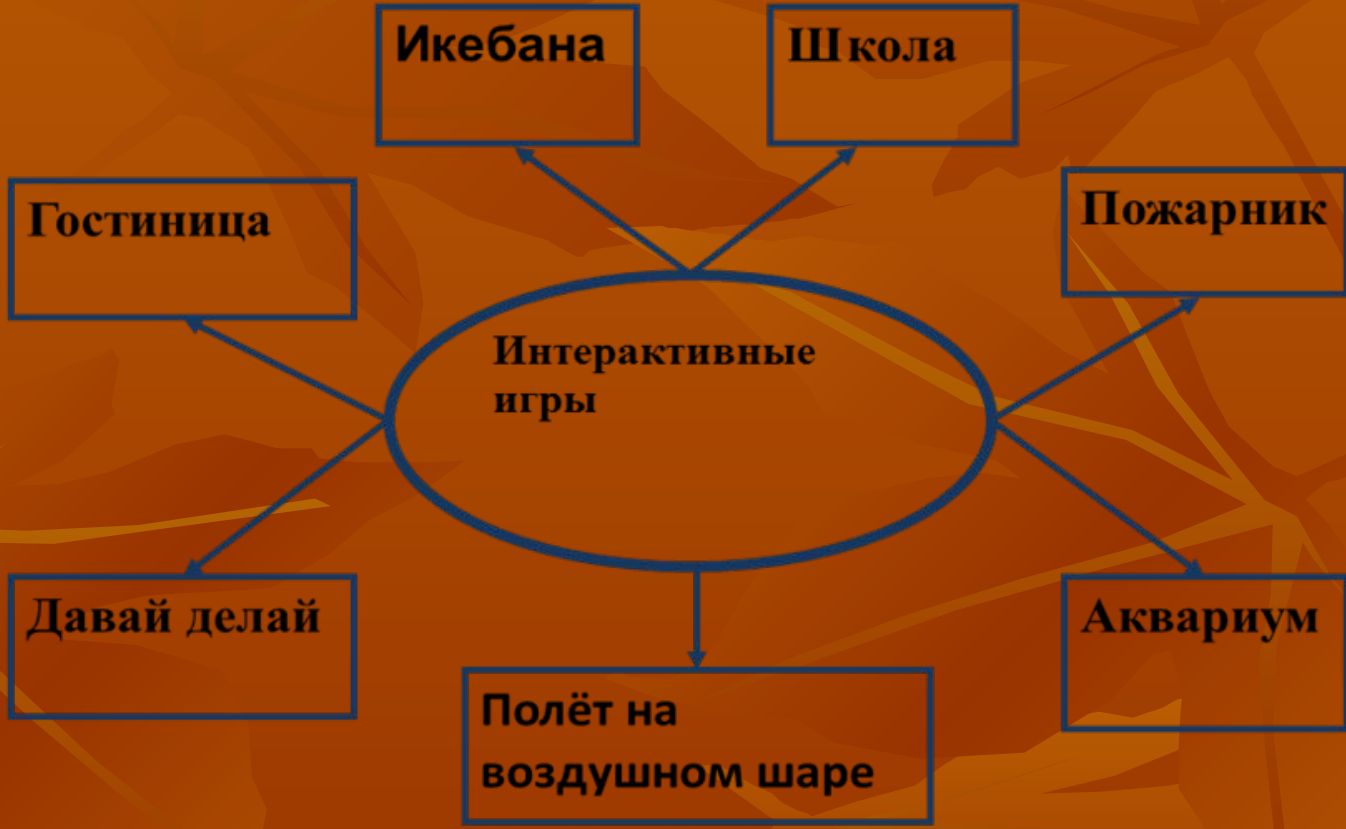 Икебана
Школа
Гостиница
Пожарник
Интерактивные
игры
Давай делай
Аквариум
Полёт на
воздушном шаре